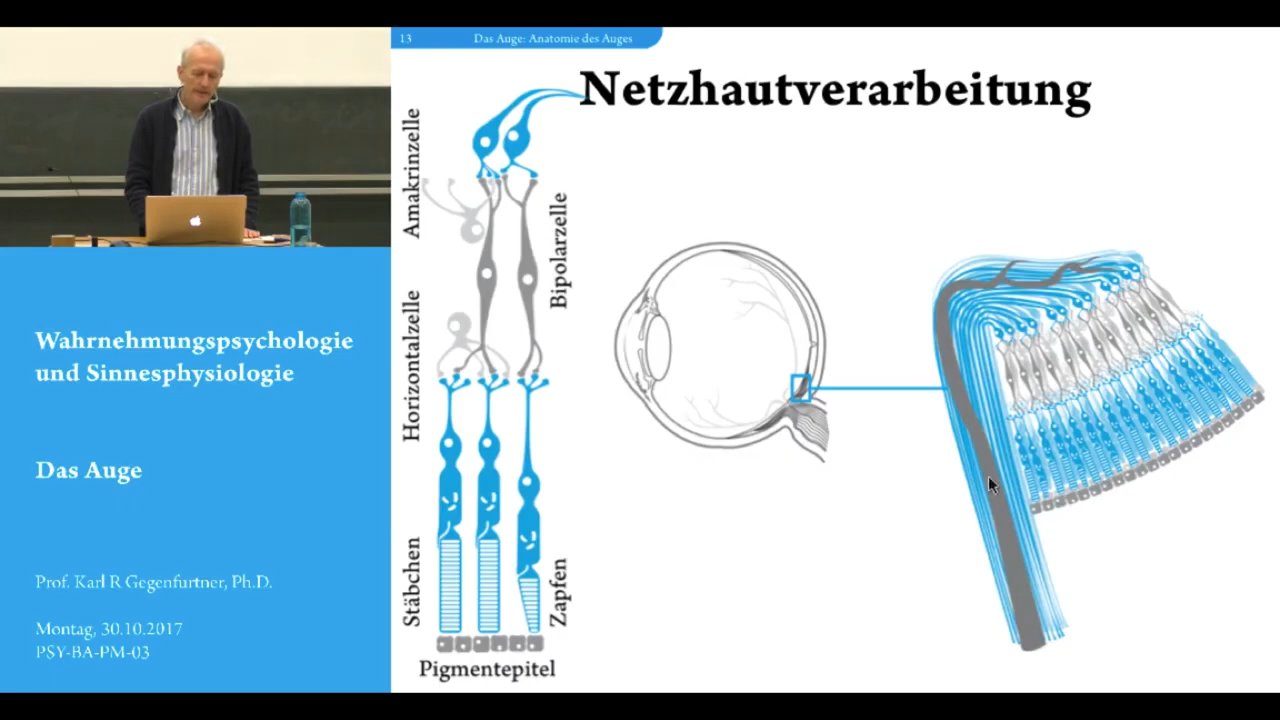 13 Das Auge: Anatomie des Auges
Netzhautverarbeitung
Amakrinzelle
Bipolarzelle
Horizontalzelle
Stäbchen
Zapfen
Pigmentepitel
Wahrnehmungspsychologie
und Sinnesphysiologie
Das Auge
Prof. Karl R Gegenfurtner, Ph.D.
Montag, 30.10.2017
PSY-BA-PM-03